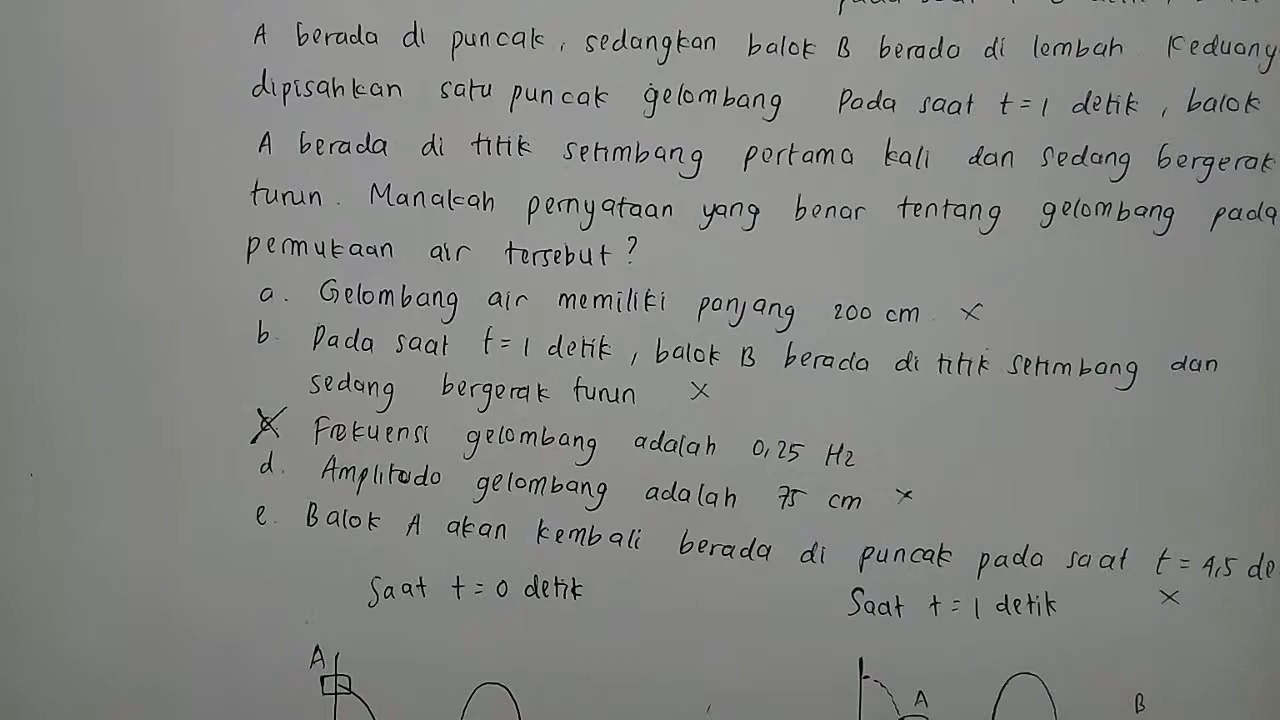 A berada di puncak, sedangkan balok B berada di lembah Keduany
dipisahkan satu puncak gelombang Pada saat t = 1 detik, balok
A berada di titik setimbang pertama kali dan sedang bergerak
turun. Manakah pernyataan yang benar tentang gelombang pada
permukaan air tersebut?
a. Gelombang air memiliki panjang 200 cm ×
b. Pada saat t = 1 detik, balok B berada di titik setimbang dan
sedang bergerak turun ×
Frekuensi gelombang adalah 0,25 Hz
d. Amplitudo gelombang adalah 75 cm ×
e. Balok A akan kembali berada di puncak pada saat t = 4,5 de
Saat t = 0 detik
Saat t = 1 detik ×
A
A
B